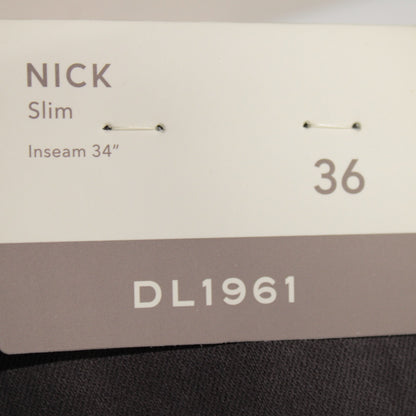 NICK
Slim
Inseam 34"
36
DL1961